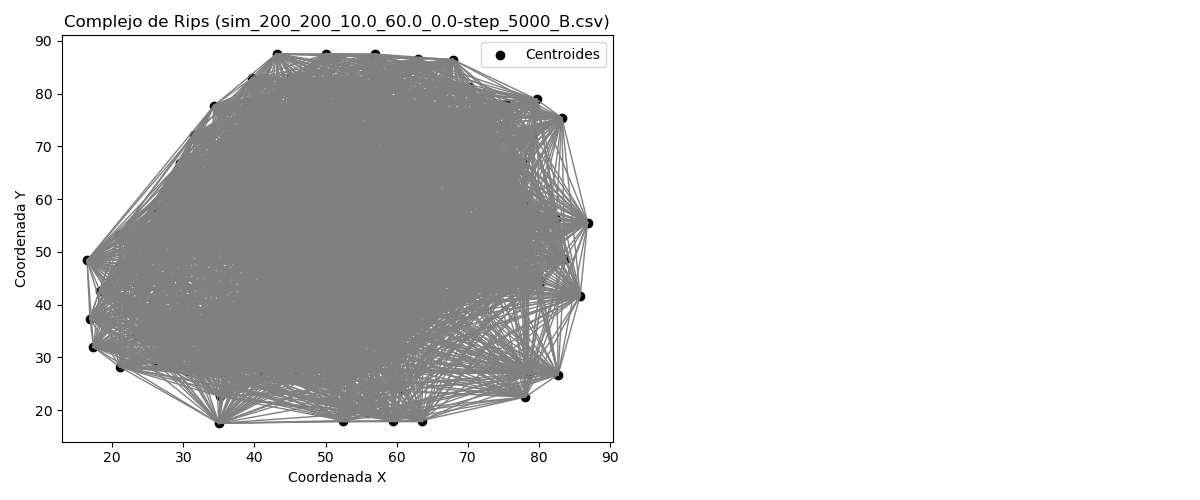 Complejo de Rips (sim_200_200_10.0_60.0_0.0-step_5000_B.csv)
Centroides
90
80
70
60
50
40
30
20
Coordenada Y
20 30 40 50 60 70 80 90
Coordenada X